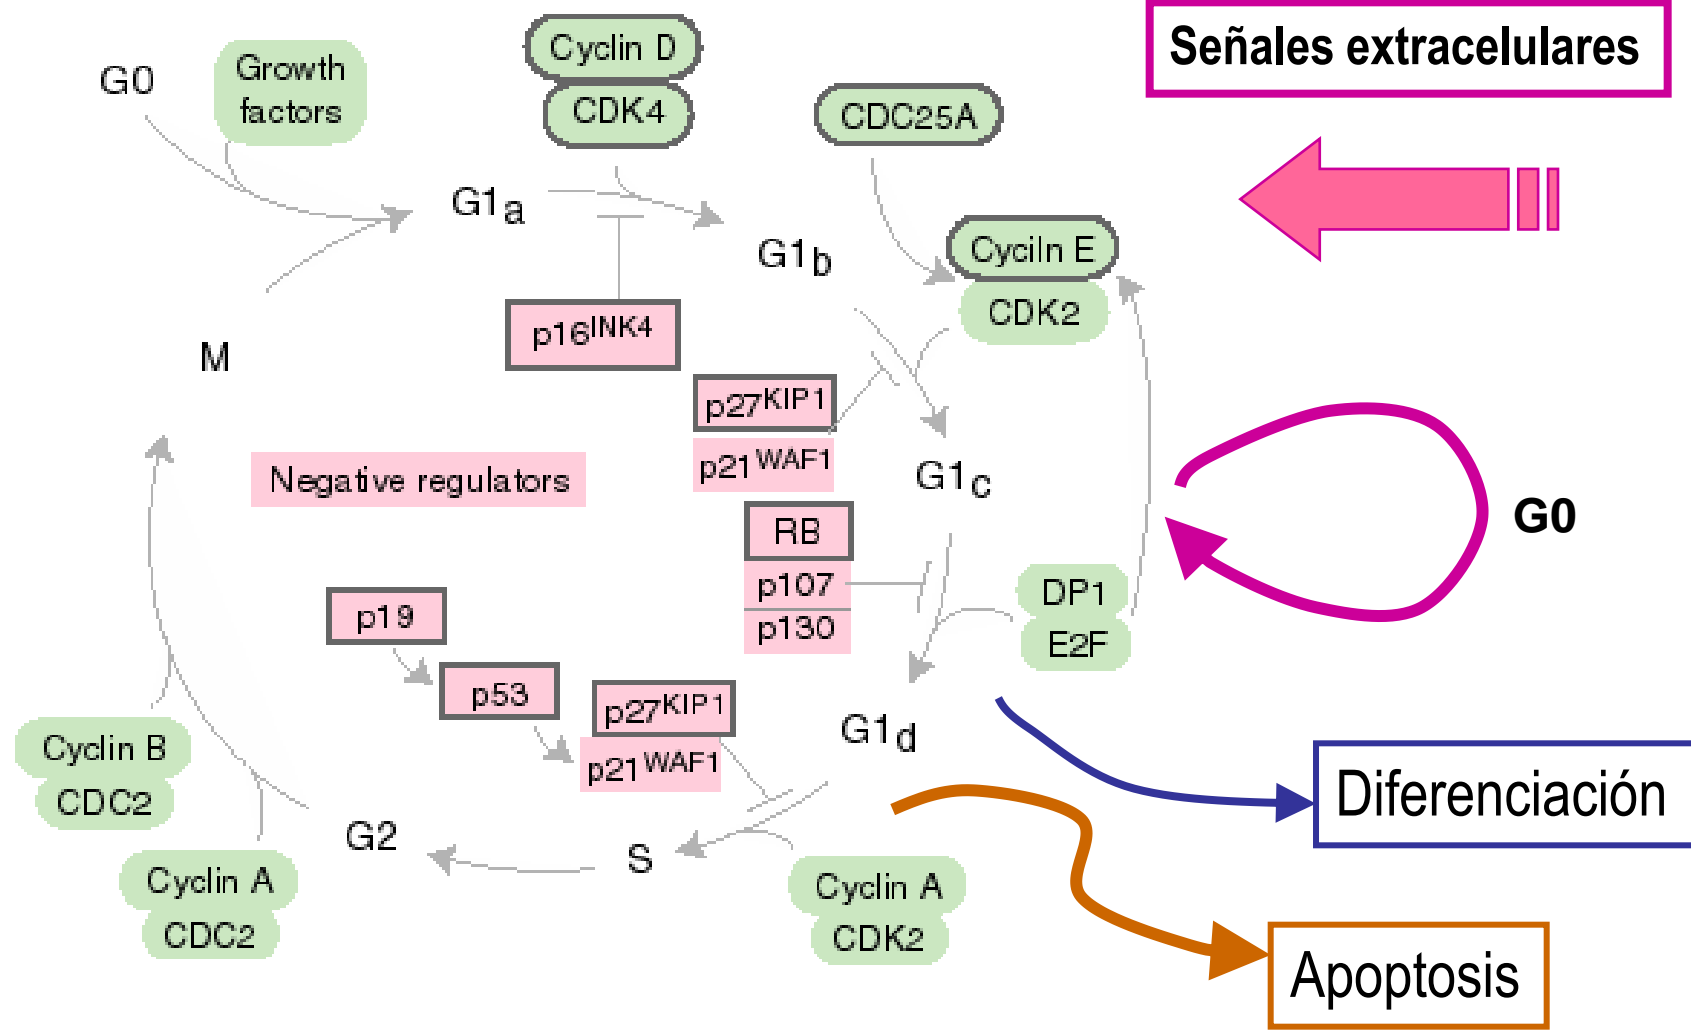 Señales extracelulares
G0
Growth
factors
Cyclin D
CDK4
CDC25A
G1a
G1b
Cyciln E
CDK2
p16INK4
M
p27KIP1
p21WAF1
G1c
Negative regulators
G0
RB
p107
p130
DP1
E2F
p19
p53
p27KIP1
p21WAF1
G1d
Cyclin B
CDC2
Diferenciación
G2
S
Cyclin A
CDC2
Cyclin A
CDK2
Apoptosis